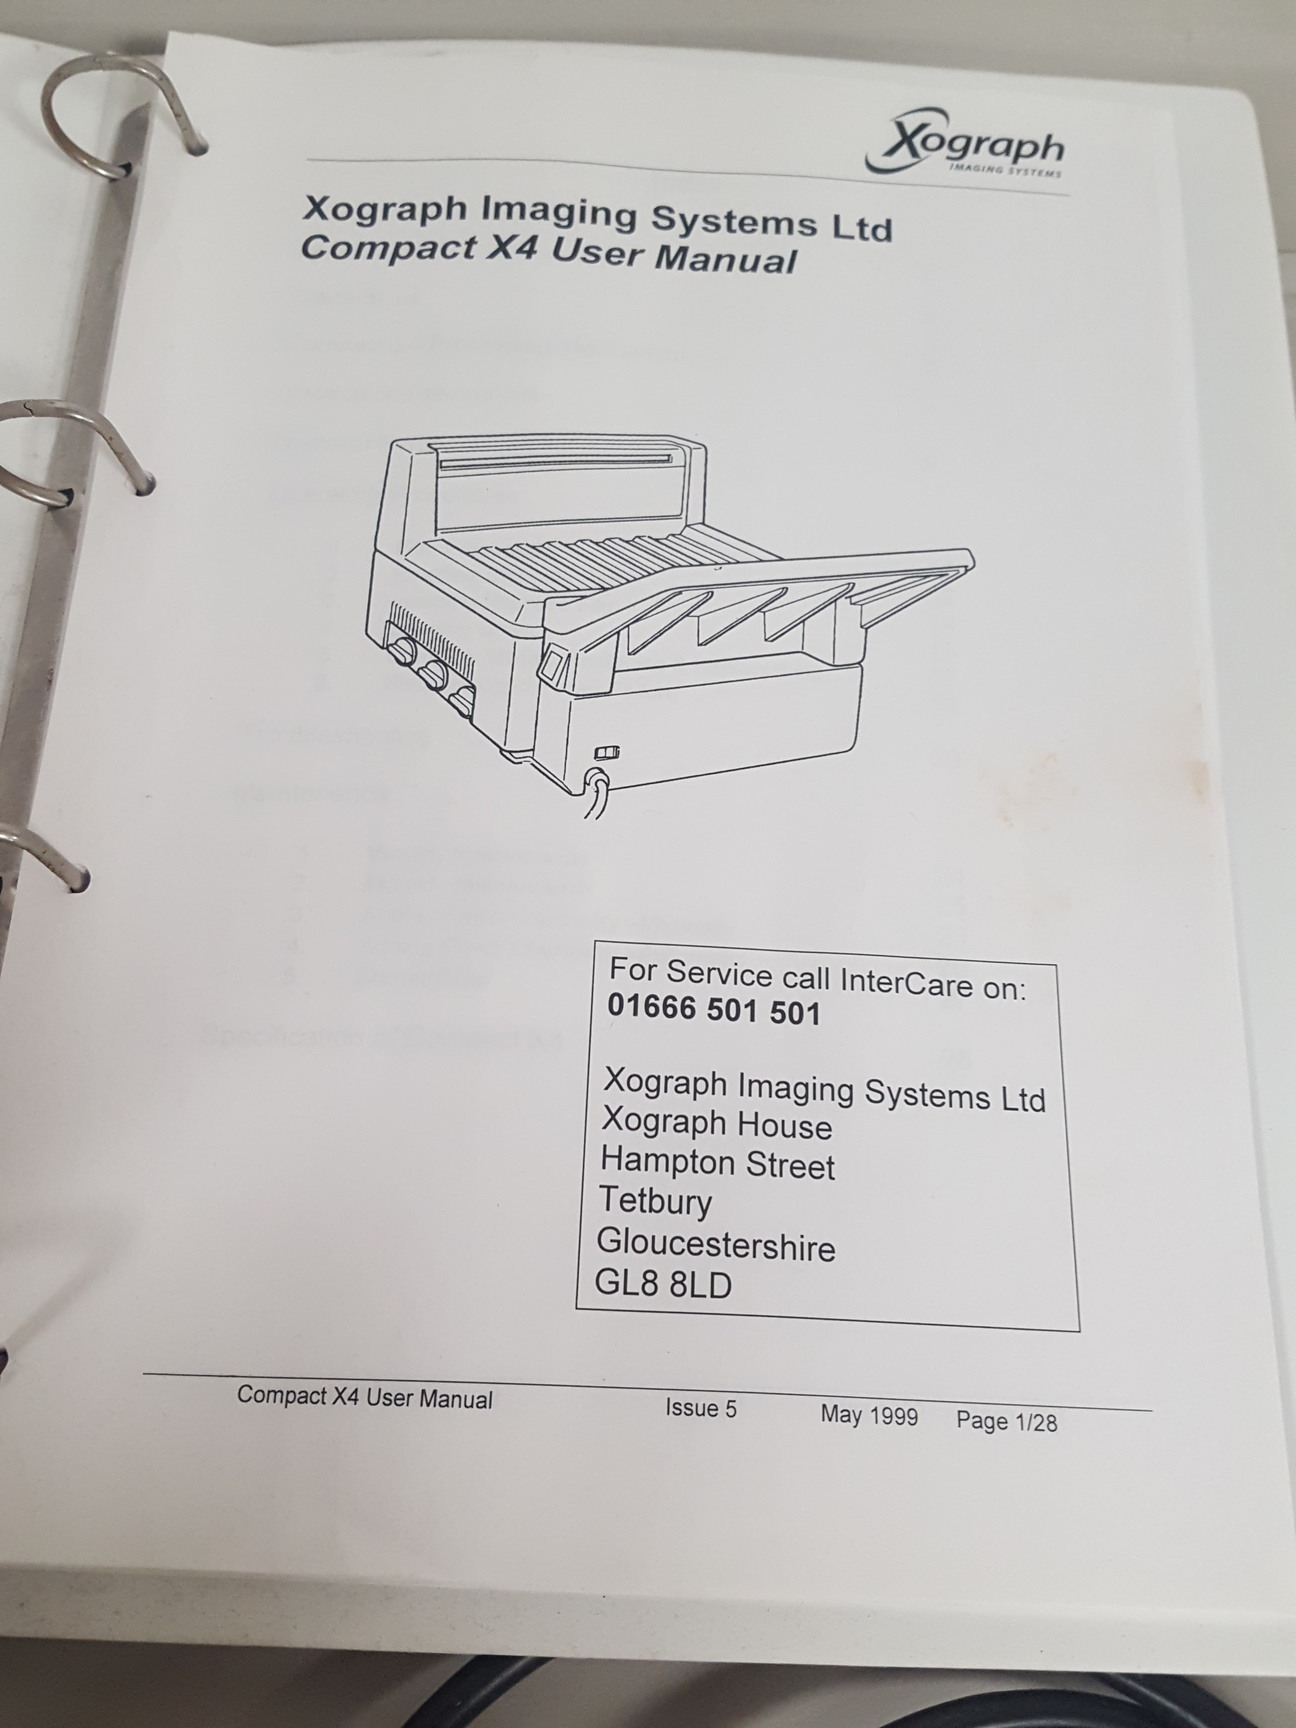 Xograph
IMAGING SYSTEMS
Xograph Imaging Systems Ltd
Compact X4 User Manual
For Service call InterCare on:
01666 501 501
Xograph Imaging Systems Ltd
Xograph House
Hampton Street
Tetbury
Gloucestershire
GL8 8LD
Compact X4 User Manual Issue 5 May 1999 Page 1/28